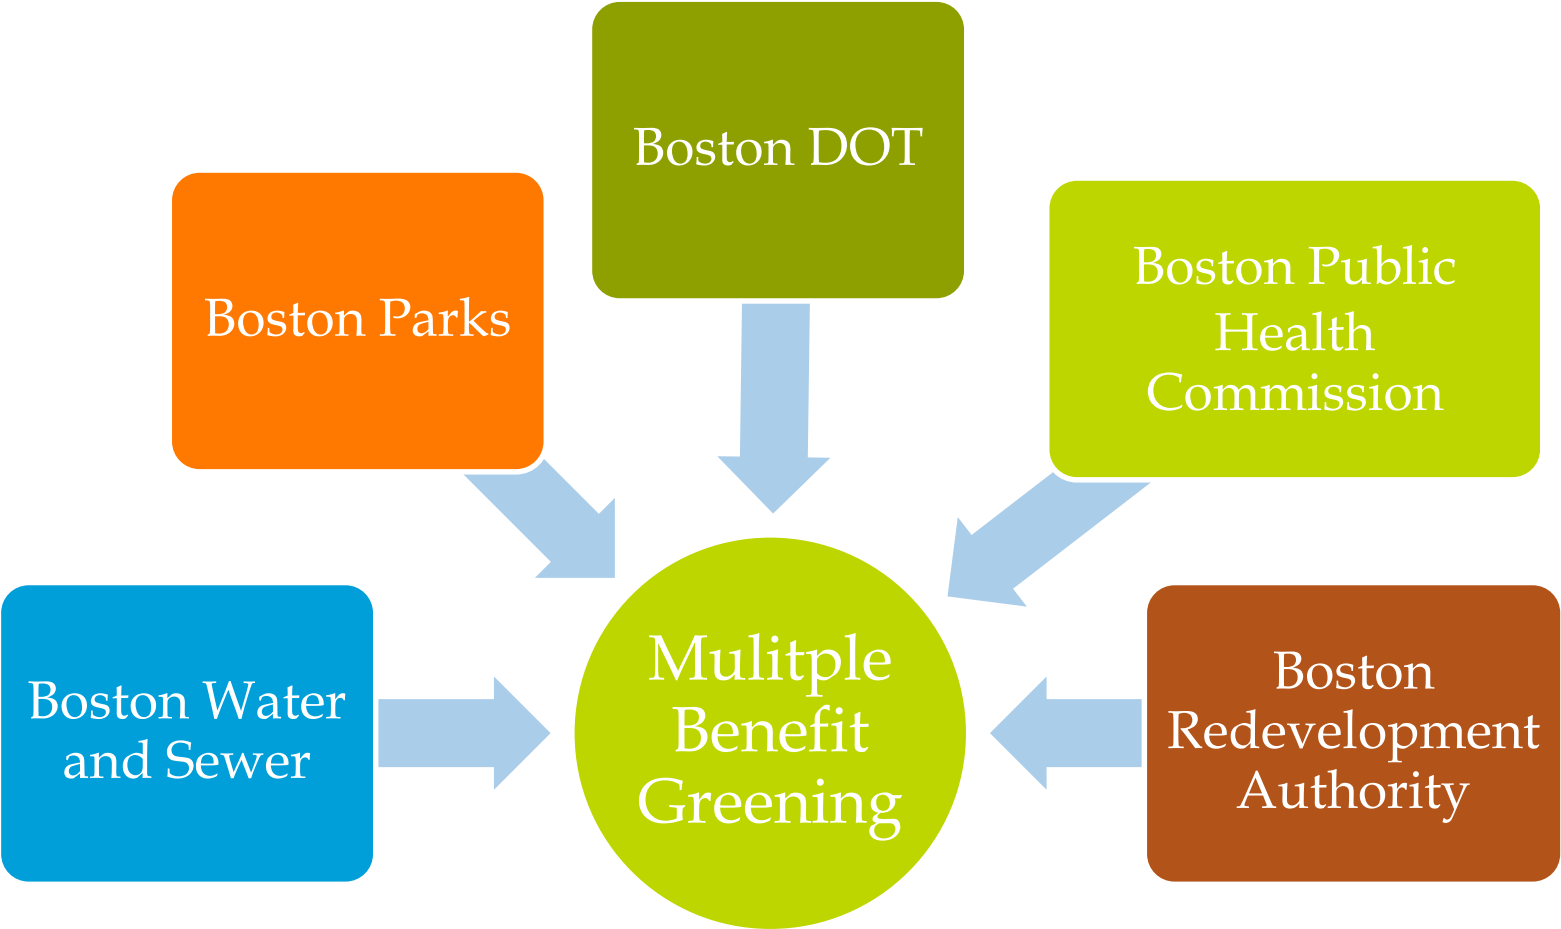 Boston DOT
Boston Parks
Boston Public
Health
Commission
Boston Water
and Sewer
Mulitple
Benefit
Greening
Boston
Redevelopment
Authority